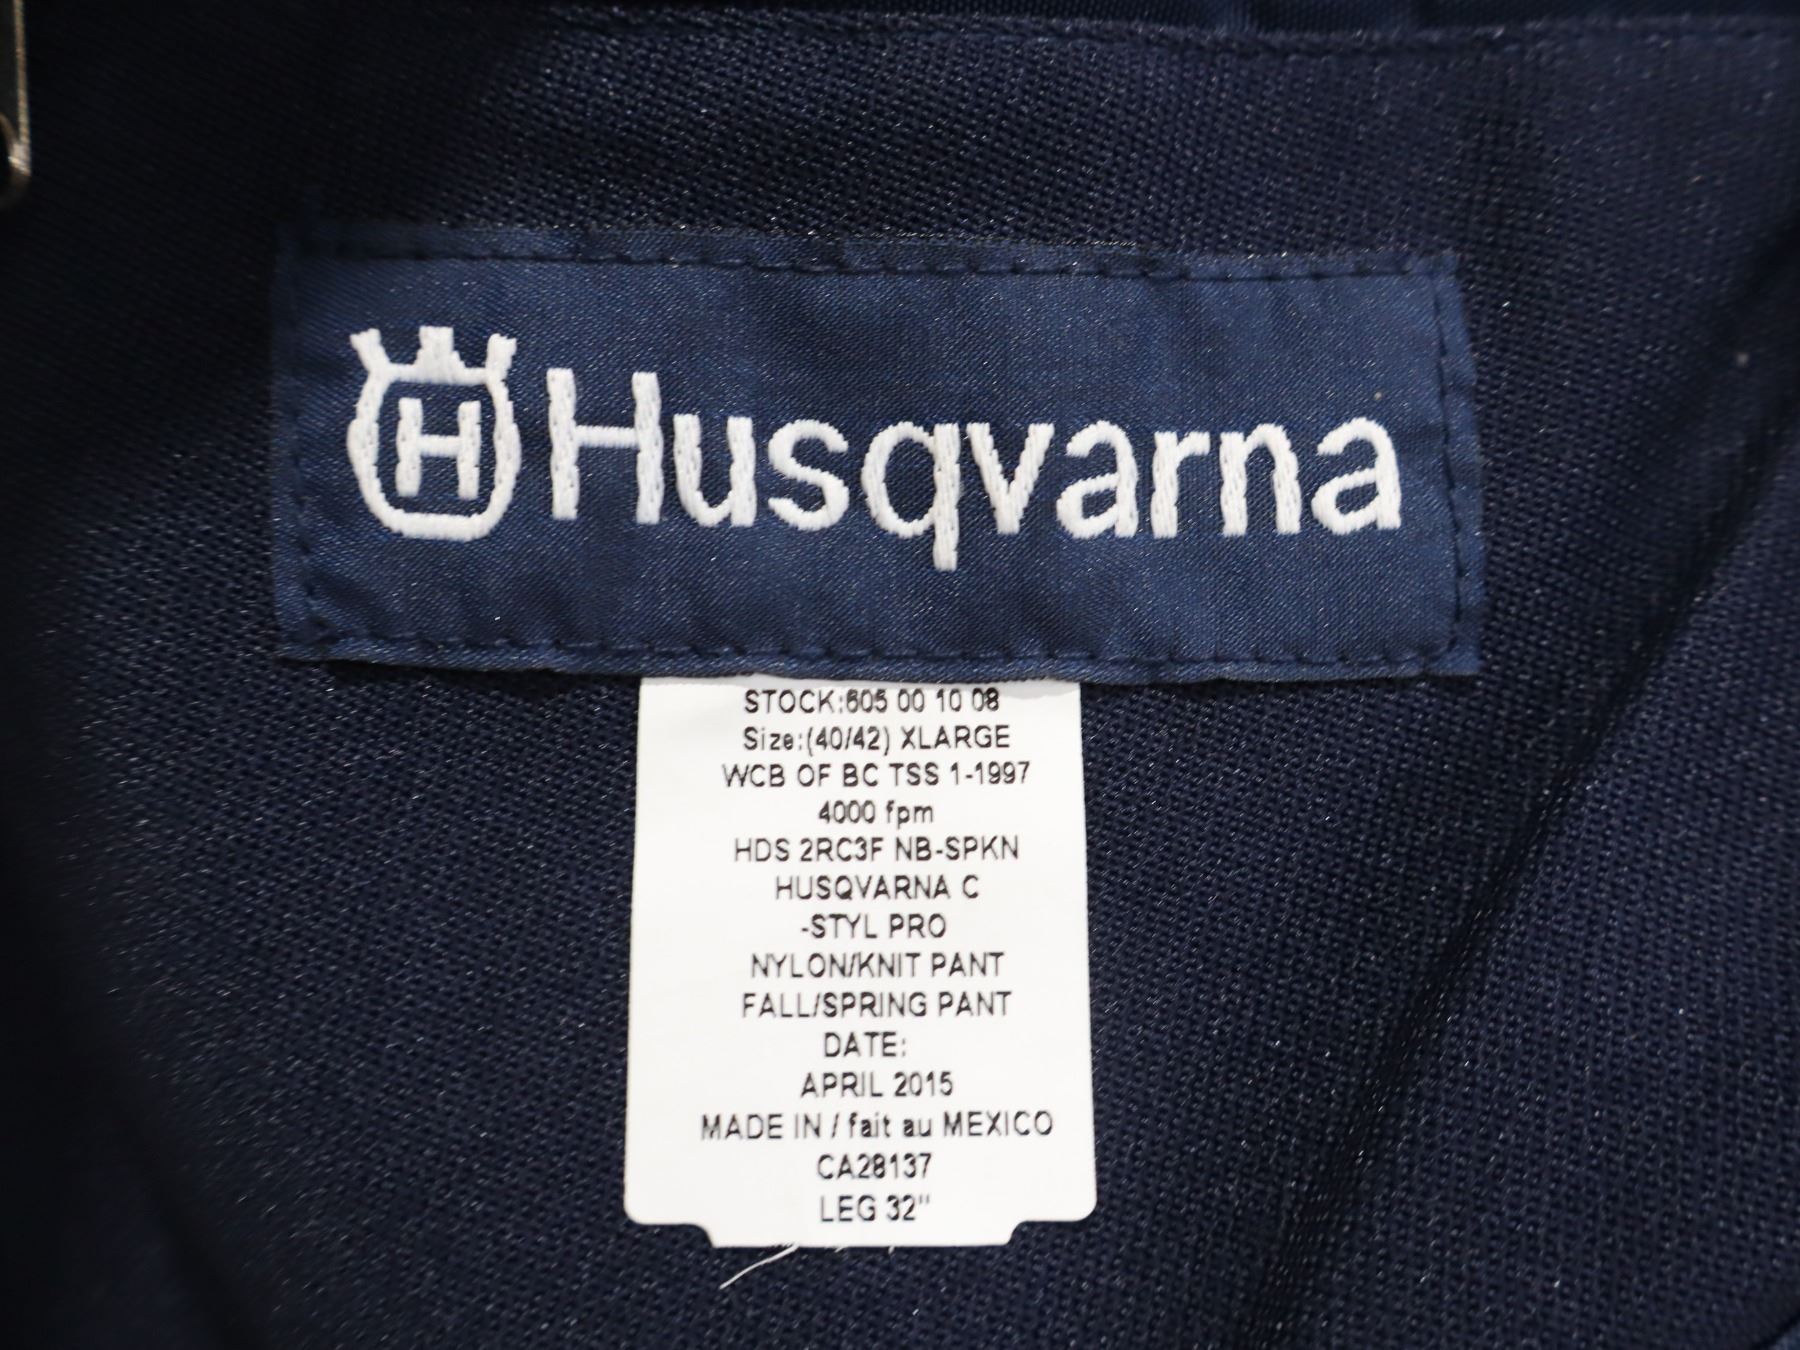 H Husqvarna
STOCK:605 00 10 08
Size:(40/42) XLARGE
WCB OF BC TSS 1-1997
4000 fpm
HDS 2RC3F NB-SPKN
HUSQVARNA C
-STYL PRO
NYLON/KNIT PANT
FALL/SPRING PANT
DATE:
APRIL 2015
MADE IN / fait au MEXICO
CA28137
LEG 32"